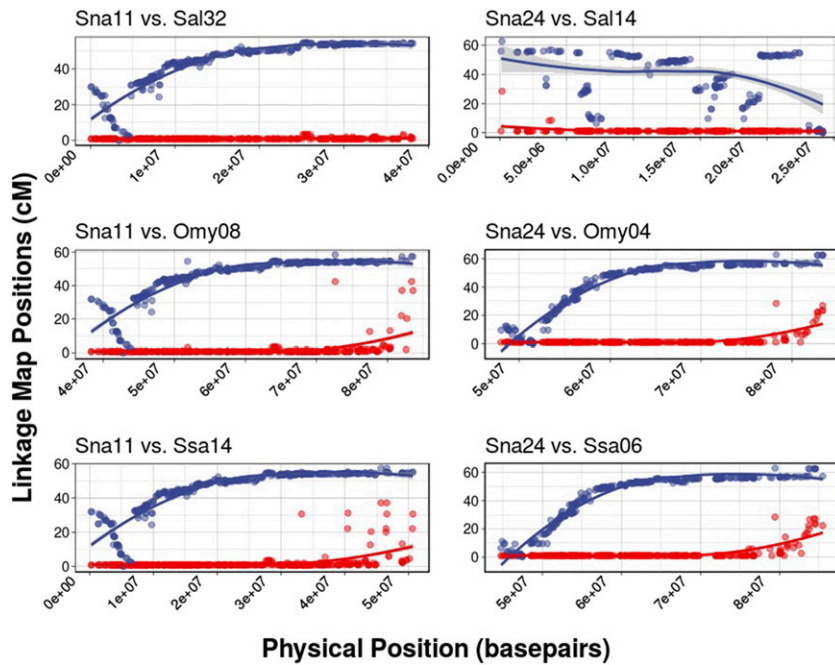 Sna11 vs. Sal32
40
20
0
0e+00
1e+07
2e+07
3e+07
4e+07
Sna24 vs. Sal14
60
40
20
0
0.0e+00
5.0e+06
1.0e+07
1.5e+07
2.0e+07
2.5e+07
Sna11 vs. Omy08
60
40
20
0
4e+07
5e+07
6e+07
7e+07
8e+07
Sna24 vs. Omy04
60
40
20
0
5e+07
6e+07
7e+07
8e+07
Sna11 vs. Ssa14
60
40
20
0
0e+00
1e+07
2e+07
3e+07
4e+07
5e+07
Sna24 vs. Ssa06
60
40
20
0
5e+07
6e+07
7e+07
8e+07
Linkage Map Positions (cM)
Physical Position (basepairs)